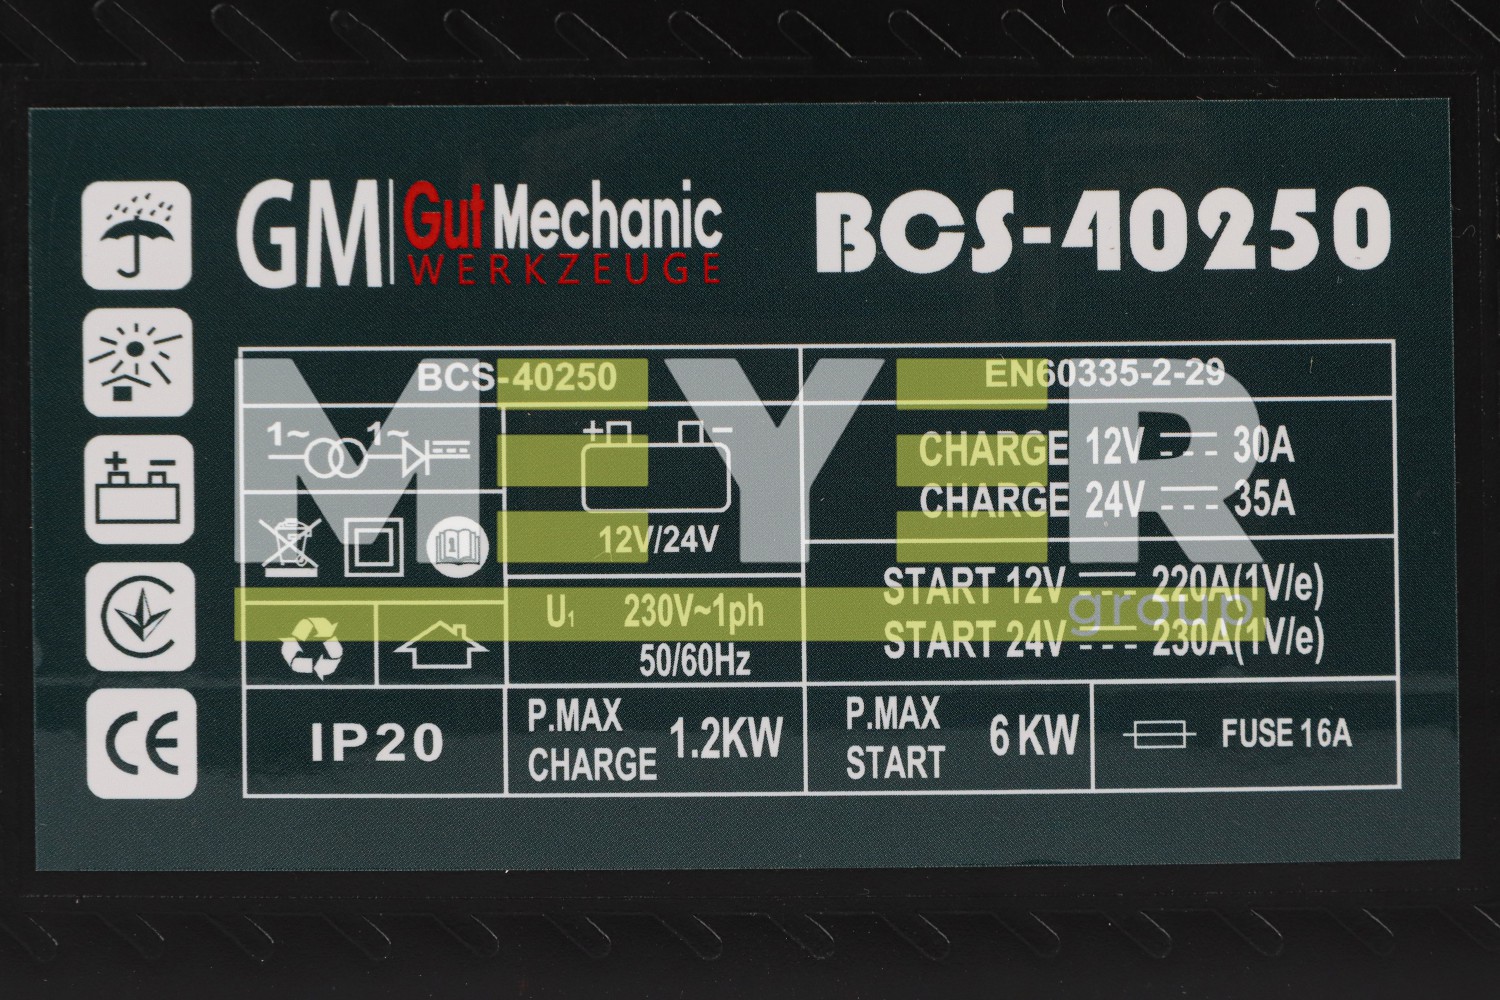 GM Gut Mechanic
WERKZEUGE
BCS-40250
BCS-40250
EN60335-2-29
1~ 1~
+ −
12V/24V
CHARGE 12V 30A
CHARGE 24V 35A
START 12V 220A(1V/e)
START 24V 230A(1V/e)
U1 230V~1ph
50/60Hz
IP20
P.MAX
CHARGE 1.2KW
P.MAX
START 6KW
FUSE 16A
+ −
CE
MEYER
group